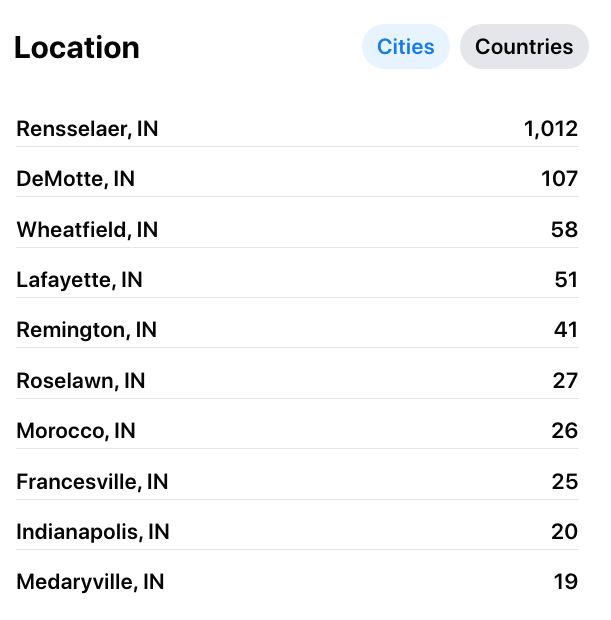 Location Cities Countries
Rensselaer, IN 1,012
DeMotte, IN 107
Wheatfield, IN 58
Lafayette, IN 51
Remington, IN 41
Roselawn, IN 27
Morocco, IN 26
Francesville, IN 25
Indianapolis, IN 20
Medaryville, IN 19